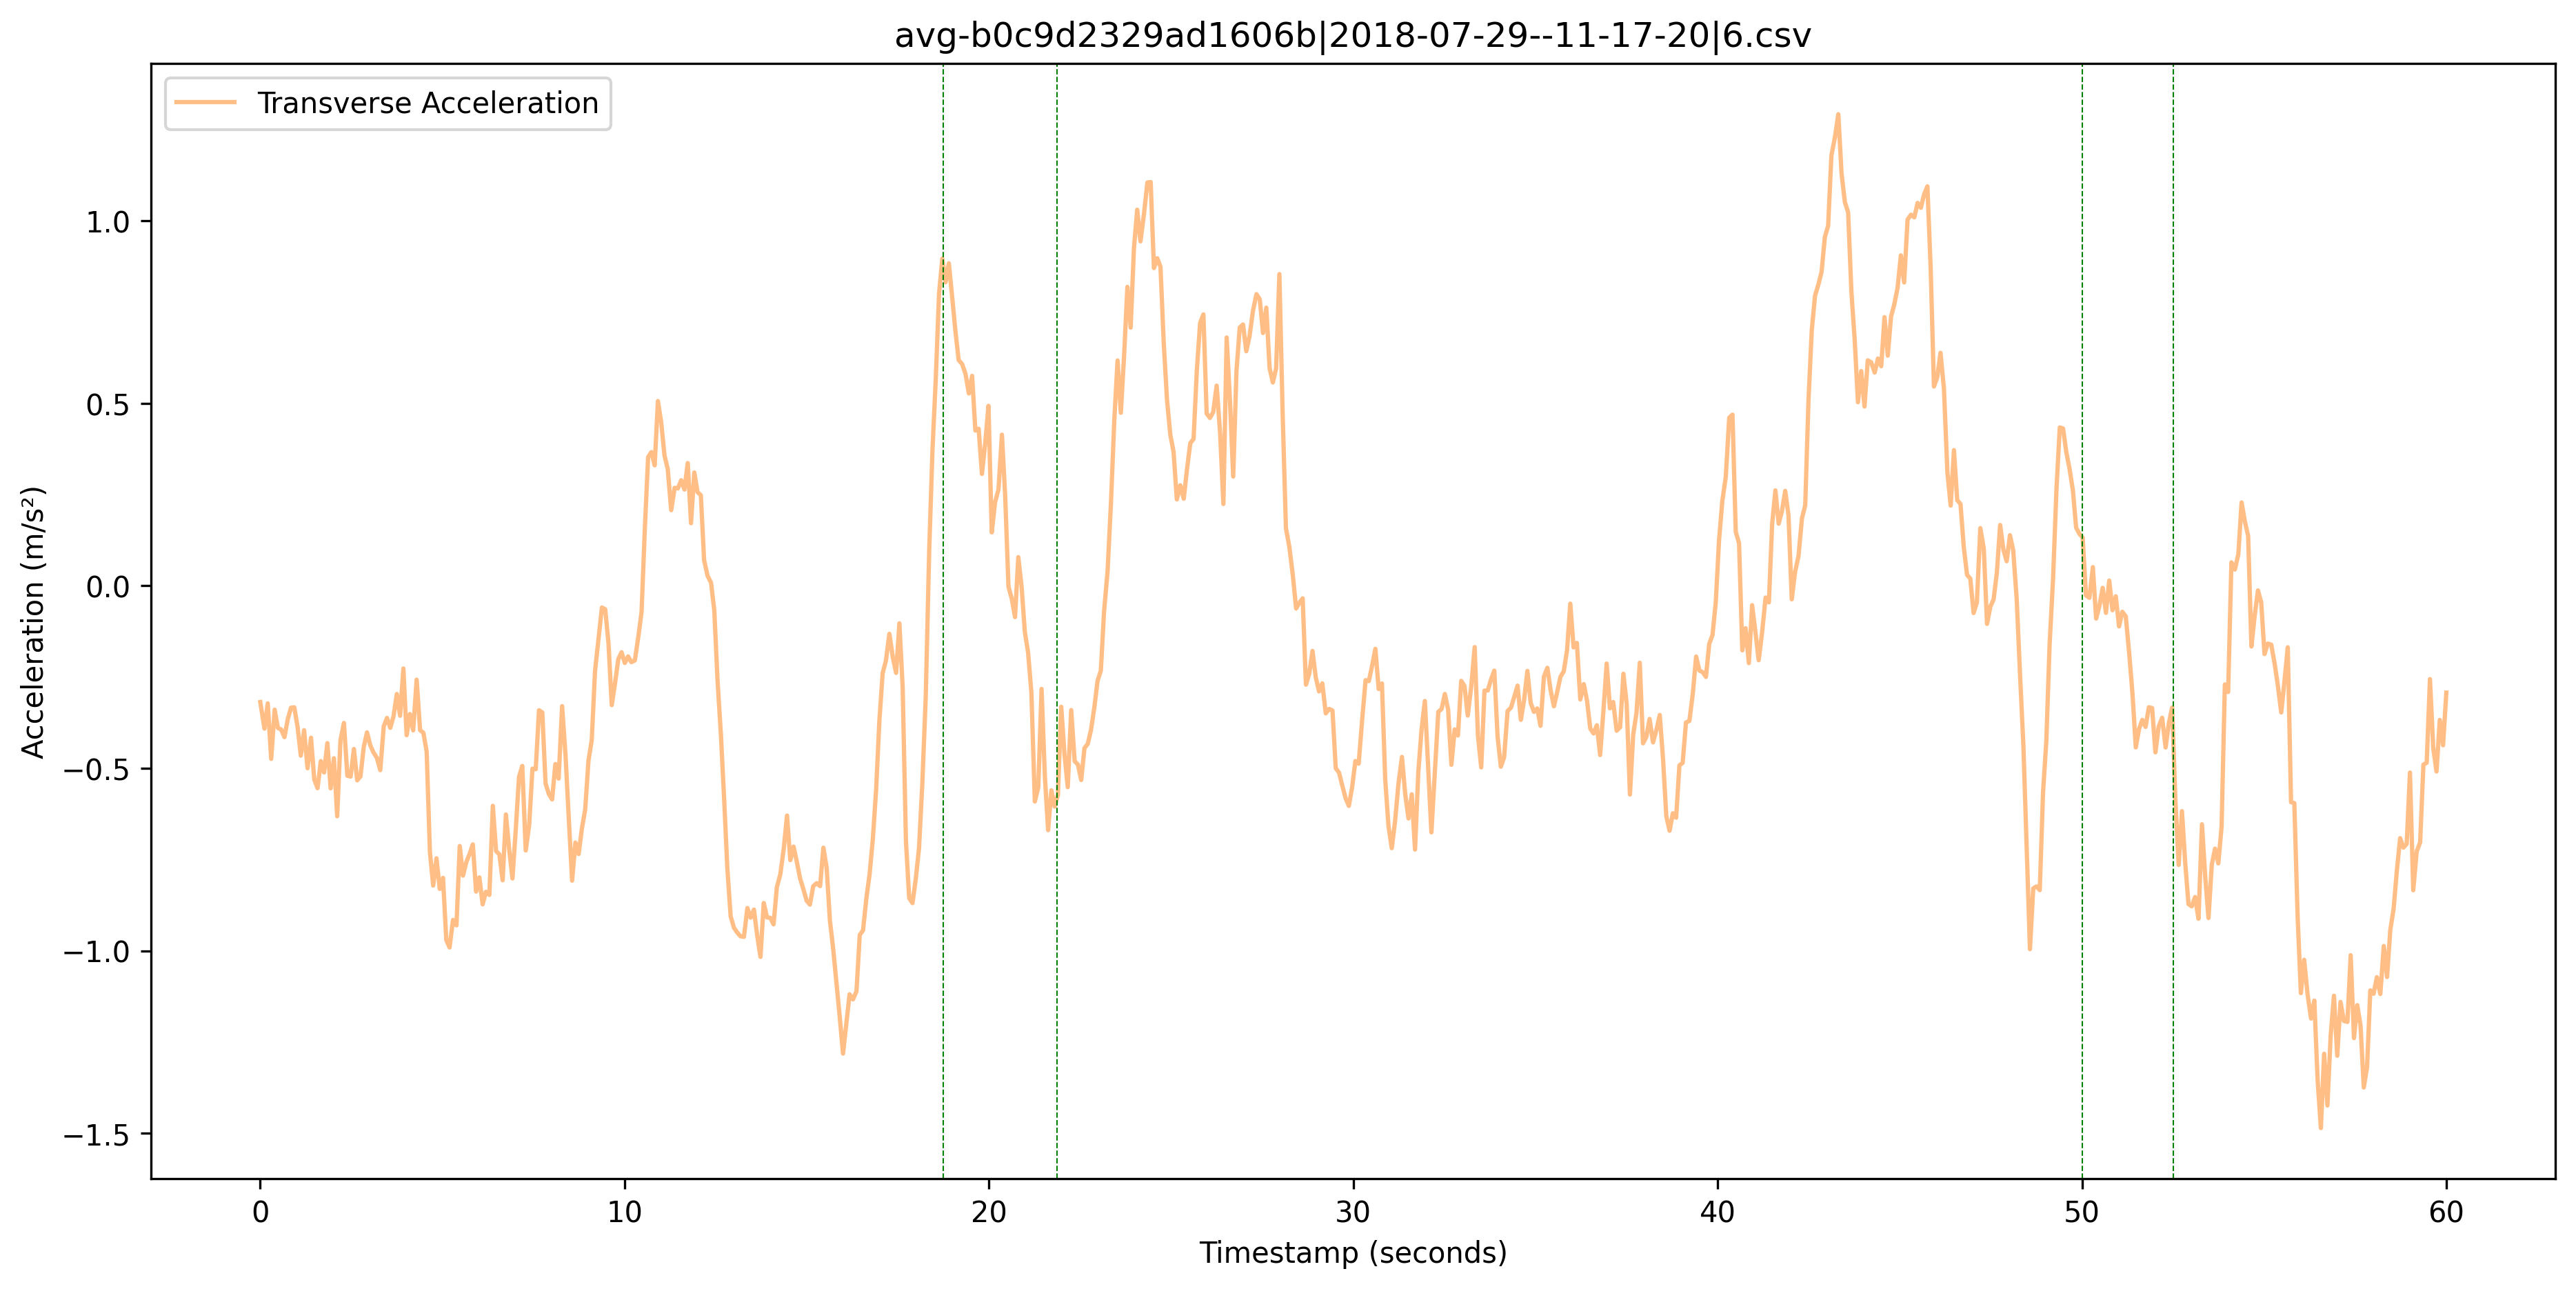 avg-b0c9d2329ad1606b|2018-07-29--11-17-20|6.csv
Transverse Acceleration
Acceleration (m/s²)
1.0
0.5
0.0
−0.5
−1.0
−1.5
0 10 20 30 40 50 60
Timestamp (seconds)